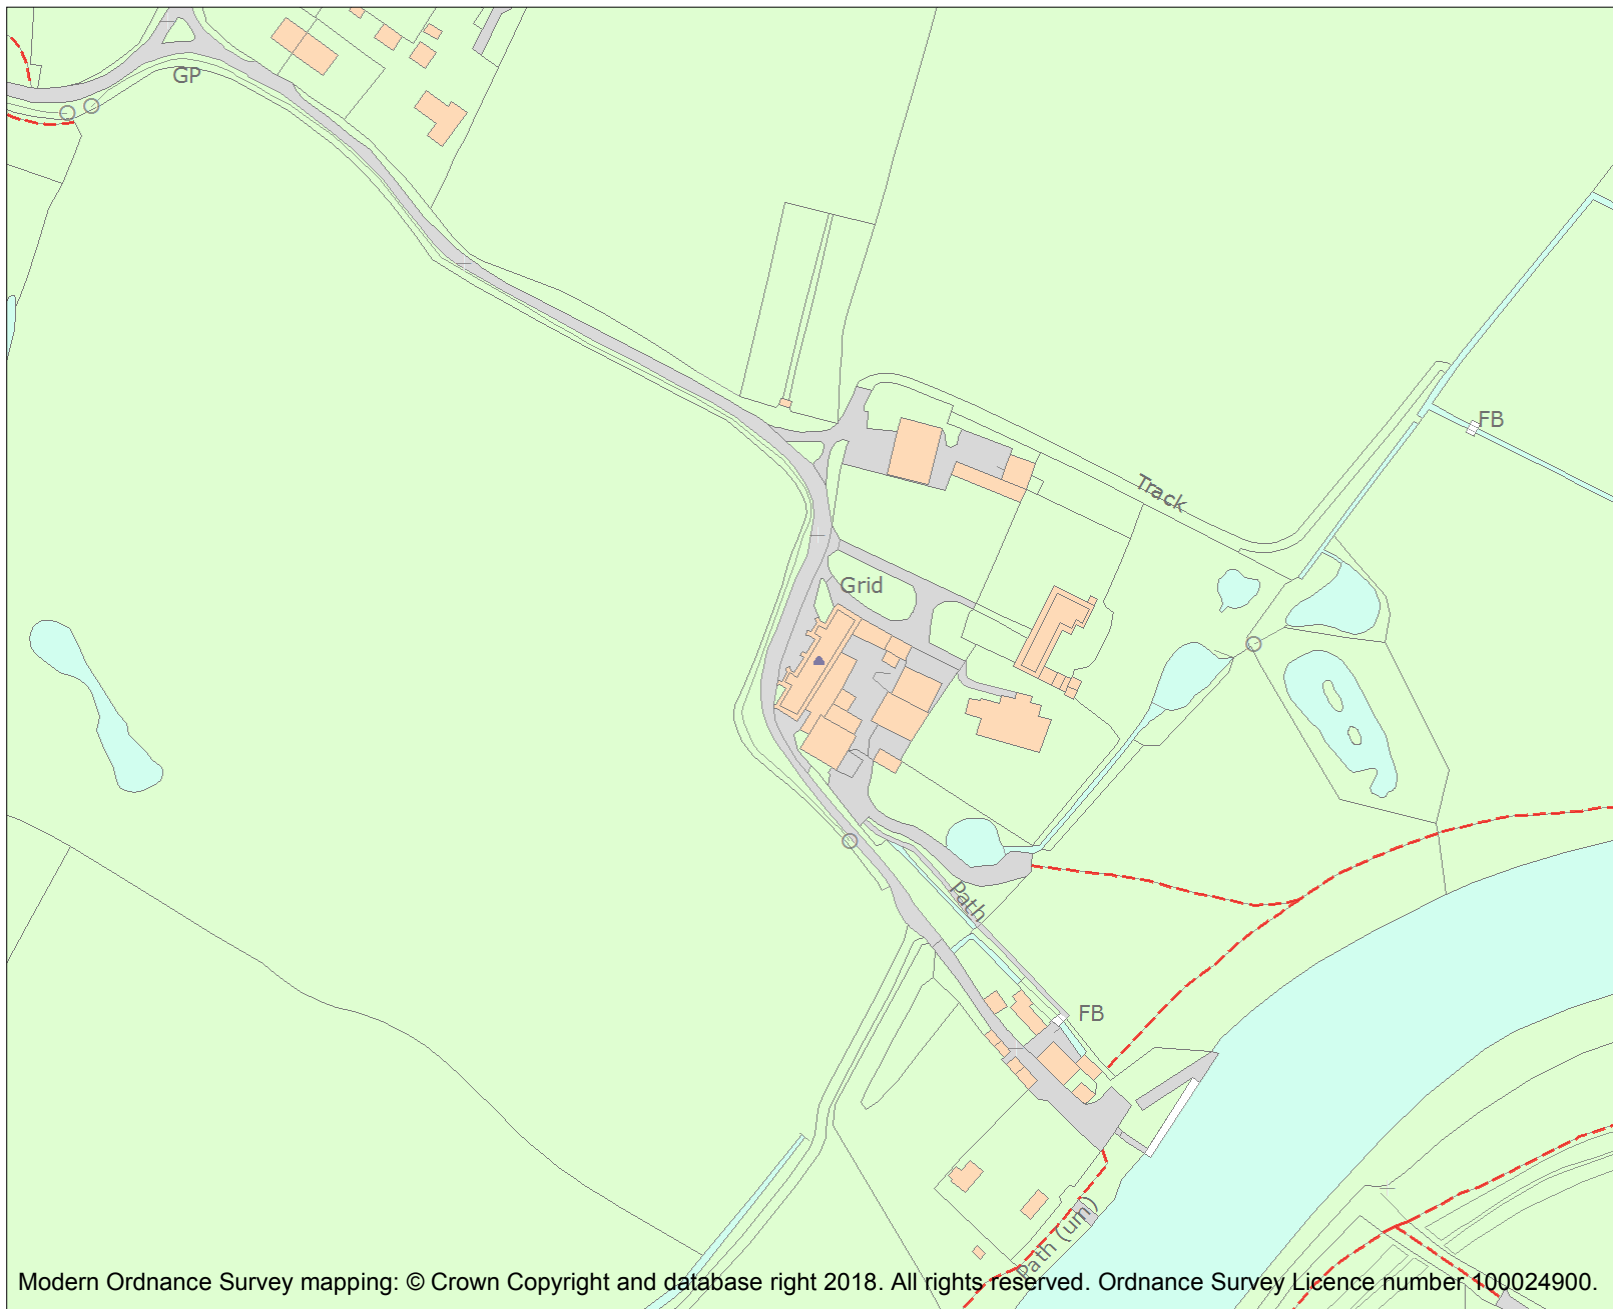 GP
FB
Track
Grid
Path
FB
Path (um)
Modern Ordnance Survey mapping: © Crown Copyright and database right 2018. All rights reserved. Ordnance Survey Licence number 100024900.